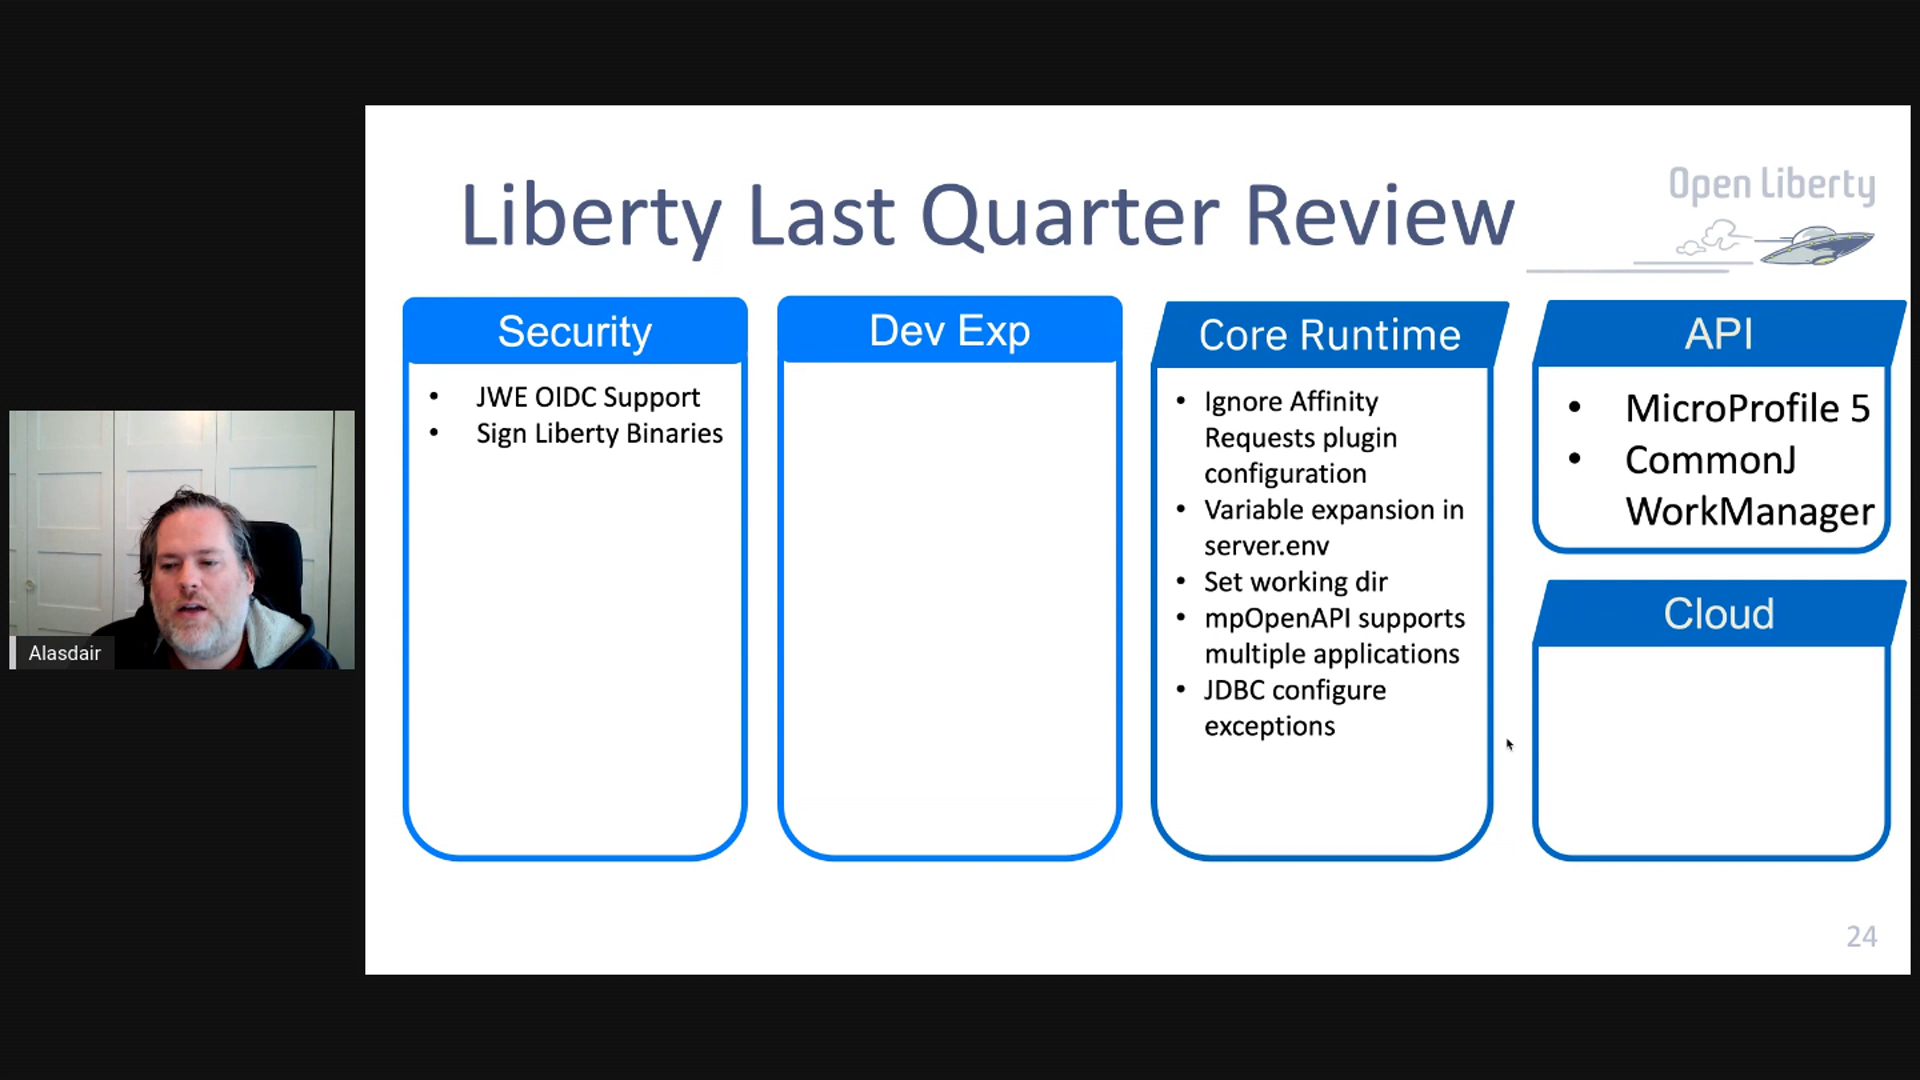 Liberty Last Quarter Review
Open Liberty
Security
• JWE OIDC Support
• Sign Liberty Binaries
Dev Exp
Core Runtime
• Ignore Affinity
Requests plugin
configuration
• Variable expansion in
server.env
• Set working dir
• mpOpenAPI supports
multiple applications
• JDBC configure
exceptions
API
• MicroProfile 5
• CommonJ
WorkManager
Cloud
Alasdair
24